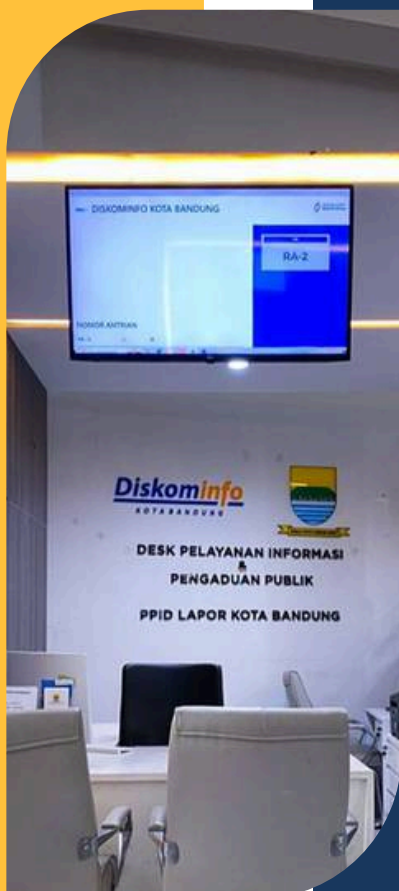 DISKOMINFO KOTA BANDUNG
RA-2
NOMOR ANTRIAN
Diskominfo
KOTA BANDUNG
DESK PELAYANAN INFORMASI
&
PENGADUAN PUBLIK
PPID LAPOR KOTA BANDUNG